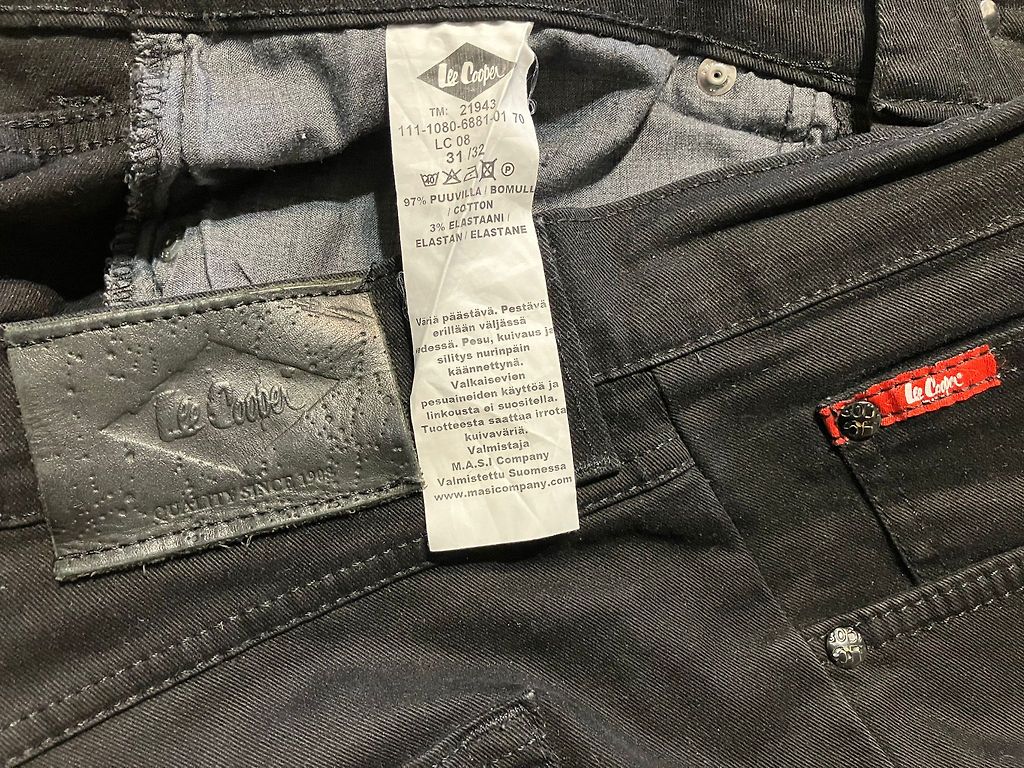 Lee Cooper
TM: 21943
111-1080-6881-01 70
LC 08
31 /32
97% PUUVILLA / BOMULL
/ COTTON
3% ELASTAANI /
ELASTAN / ELASTANE
Väriä päästävä. Pestävä
erillään väljässä
edessä. Pesu, kuivaus ja
silitys nurinpäin
käännettynä.
Valkaisevien
pesuaineiden käyttöä ja
linkousta ei suositella.
Tuotteesta saattaa irrota
kuivaväriä.
Valmistaja
M.A.S.I Company
Valmistettu Suomessa
www.masicompany.com
Lee Cooper
QUALITY SINCE 1908
Lee Cooper